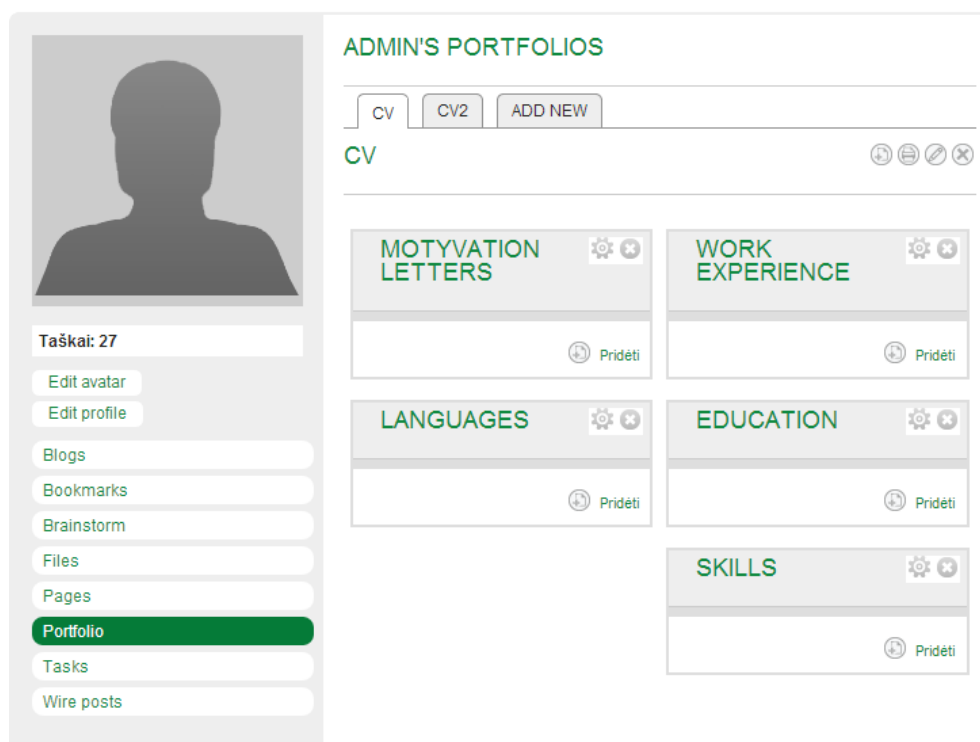 Taškai: 27
Edit avatar
Edit profile
Blogs
Bookmarks
Brainstorm
Files
Pages
Portfolio
Tasks
Wire posts
ADMIN'S PORTFOLIOS
CV CV2 ADD NEW
CV
MOTYVATION
LETTERS
Pridėti
WORK
EXPERIENCE
Pridėti
LANGUAGES
Pridėti
EDUCATION
Pridėti
SKILLS
Pridėti